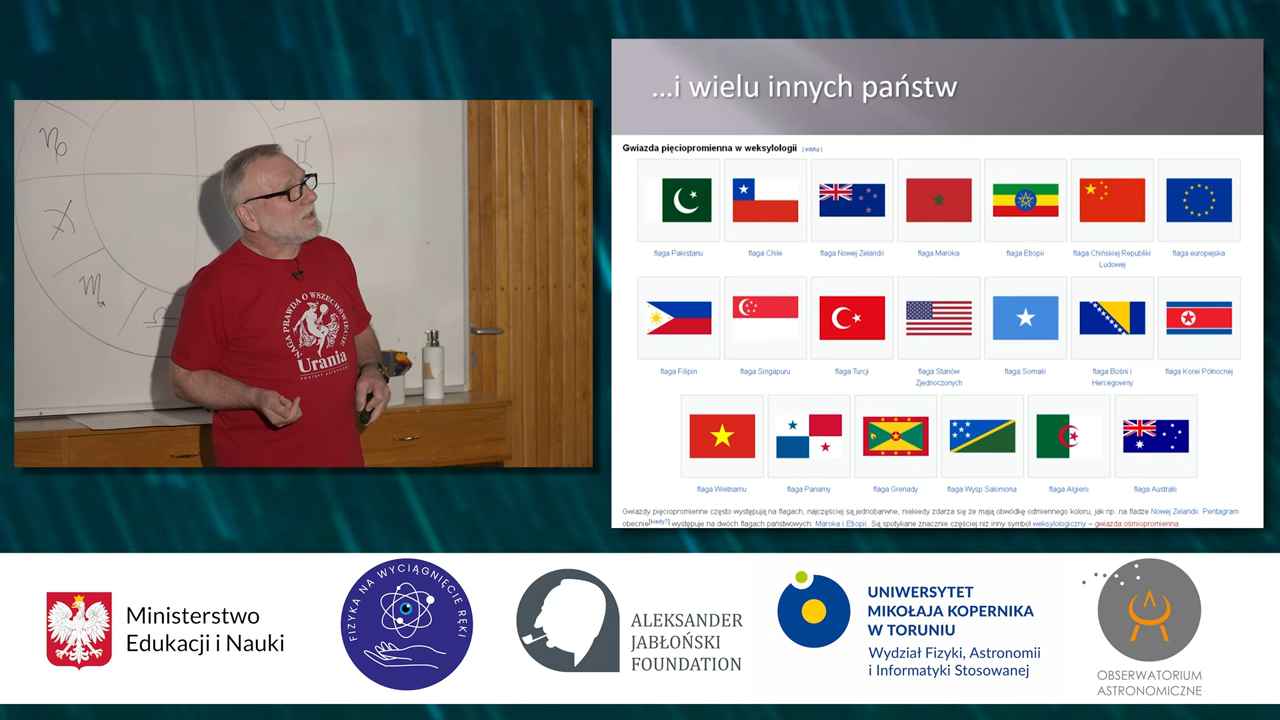 ...i wielu innych państw
Gwiazda pięciopromienna w weksylologii [edytuj]
flaga Pakistanu
flaga Chile
flaga Nowej Zelandii
flaga Maroka
flaga Etiopii
flaga Chińskiej Republiki
Ludowej
flaga europejska
flaga Filipin
flaga Singapuru
flaga Turcji
flaga Stanów
Zjednoczonych
flaga Somalii
flaga Bośni i
Hercegowiny
flaga Korei Północnej
flaga Wietnamu
flaga Panamy
flaga Grenady
flaga Wysp Salomona
flaga Algierii
flaga Australii
Gwiazdy pięciopromienne często występują na flagach, najczęściej są jednobarwne, niekiedy zdarza się że mają obwódkę odmiennego koloru, jak np. na fladze Nowej Zelandii. Pentagram
obecnie[kiedy?] występuje na dwóch flagach państwowych: Maroka i Etiopii. Są spotykane znacznie częściej niż inny symbol weksylologiczny – gwiazda ośmiopromienna.
NAGA PRAWDA O WSZECHŚWIECIE
Urania
Ministerstwo
Edukacji i Nauki
FIZYKA NA WYCIĄGNIĘCIE RĘKI
ALEKSANDER
JABŁOŃSKI
FOUNDATION
UNIWERSYTET
MIKOŁAJA KOPERNIKA
W TORUNIU
Wydział Fizyki, Astronomii
i Informatyki Stosowanej
OBSERWATORIUM
ASTRONOMICZNE